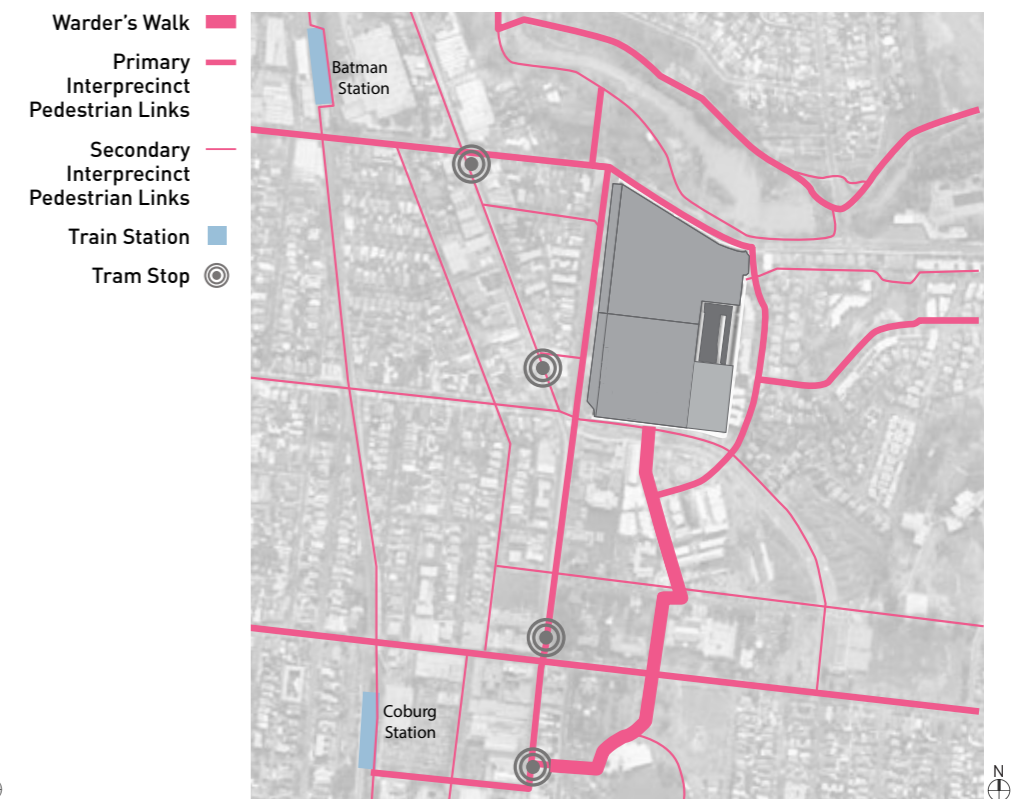 Warder's Walk
Primary
Interprecinct
Pedestrian Links
Secondary
Interprecinct
Pedestrian Links
Train Station
Tram Stop
Batman
Station
Coburg
Station
N